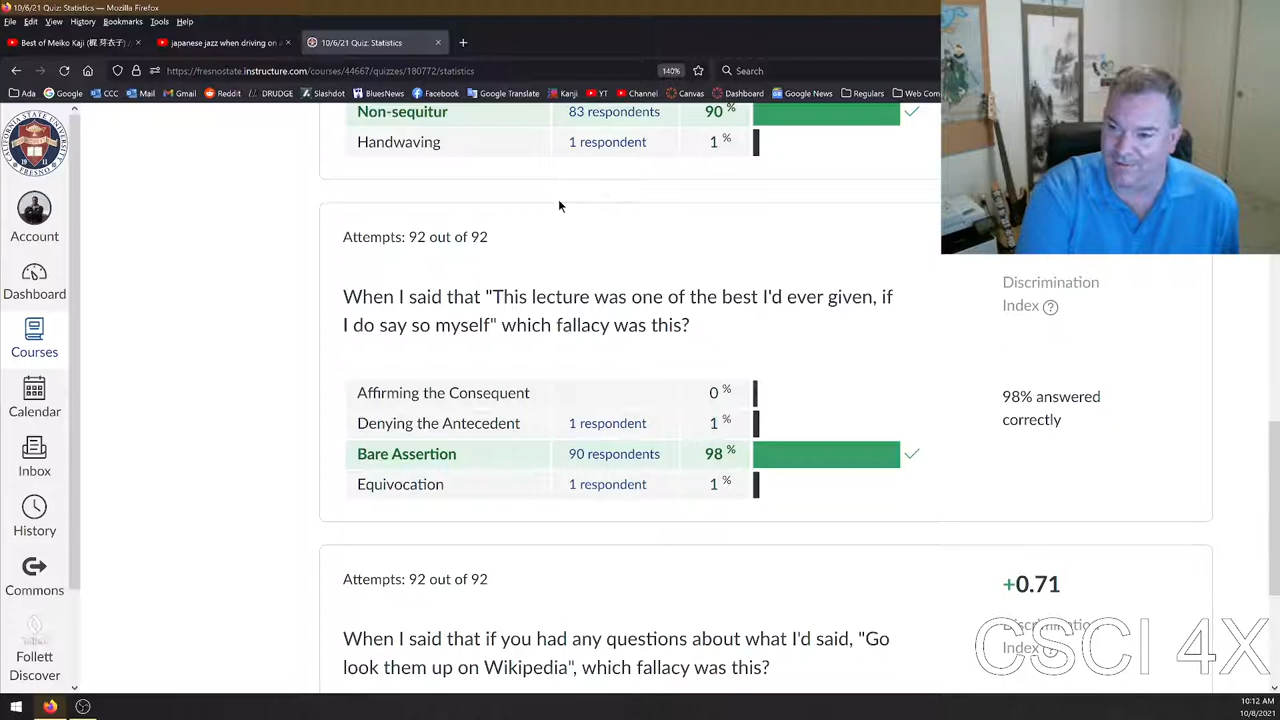 10/6/21 Quiz: Statistics — Mozilla Firefox
File Edit View History Bookmarks Tools Help
Best of Meiko Kaji (梶 芽衣子) /
japanese jazz when driving on a
10/6/21 Quiz: Statistics
https://fresnostate.instructure.com/courses/44667/quizzes/180772/statistics
140%
Search
Ada Google CCC Mail Gmail Reddit DRUDGE Slashdot BluesNews Facebook Google Translate Kanji YT Channel Canvas Dashboard Google News Regulars Web Com
Non-sequitur 83 respondents 90 %
Handwaving 1 respondent 1 %
Account
Dashboard
Courses
Calendar
Inbox
History
Commons
Follett
Discover
Attempts: 92 out of 92
When I said that "This lecture was one of the best I'd ever given, if
I do say so myself" which fallacy was this?
Affirming the Consequent 0 %
Denying the Antecedent 1 respondent 1 %
Bare Assertion 90 respondents 98 %
Equivocation 1 respondent 1 %
Discrimination
Index ?
98% answered
correctly
Attempts: 92 out of 92
When I said that if you had any questions about what I'd said, "Go
look them up on Wikipedia", which fallacy was this?
+0.71
Index
CSCI 4X
10:12 AM
10/8/2021